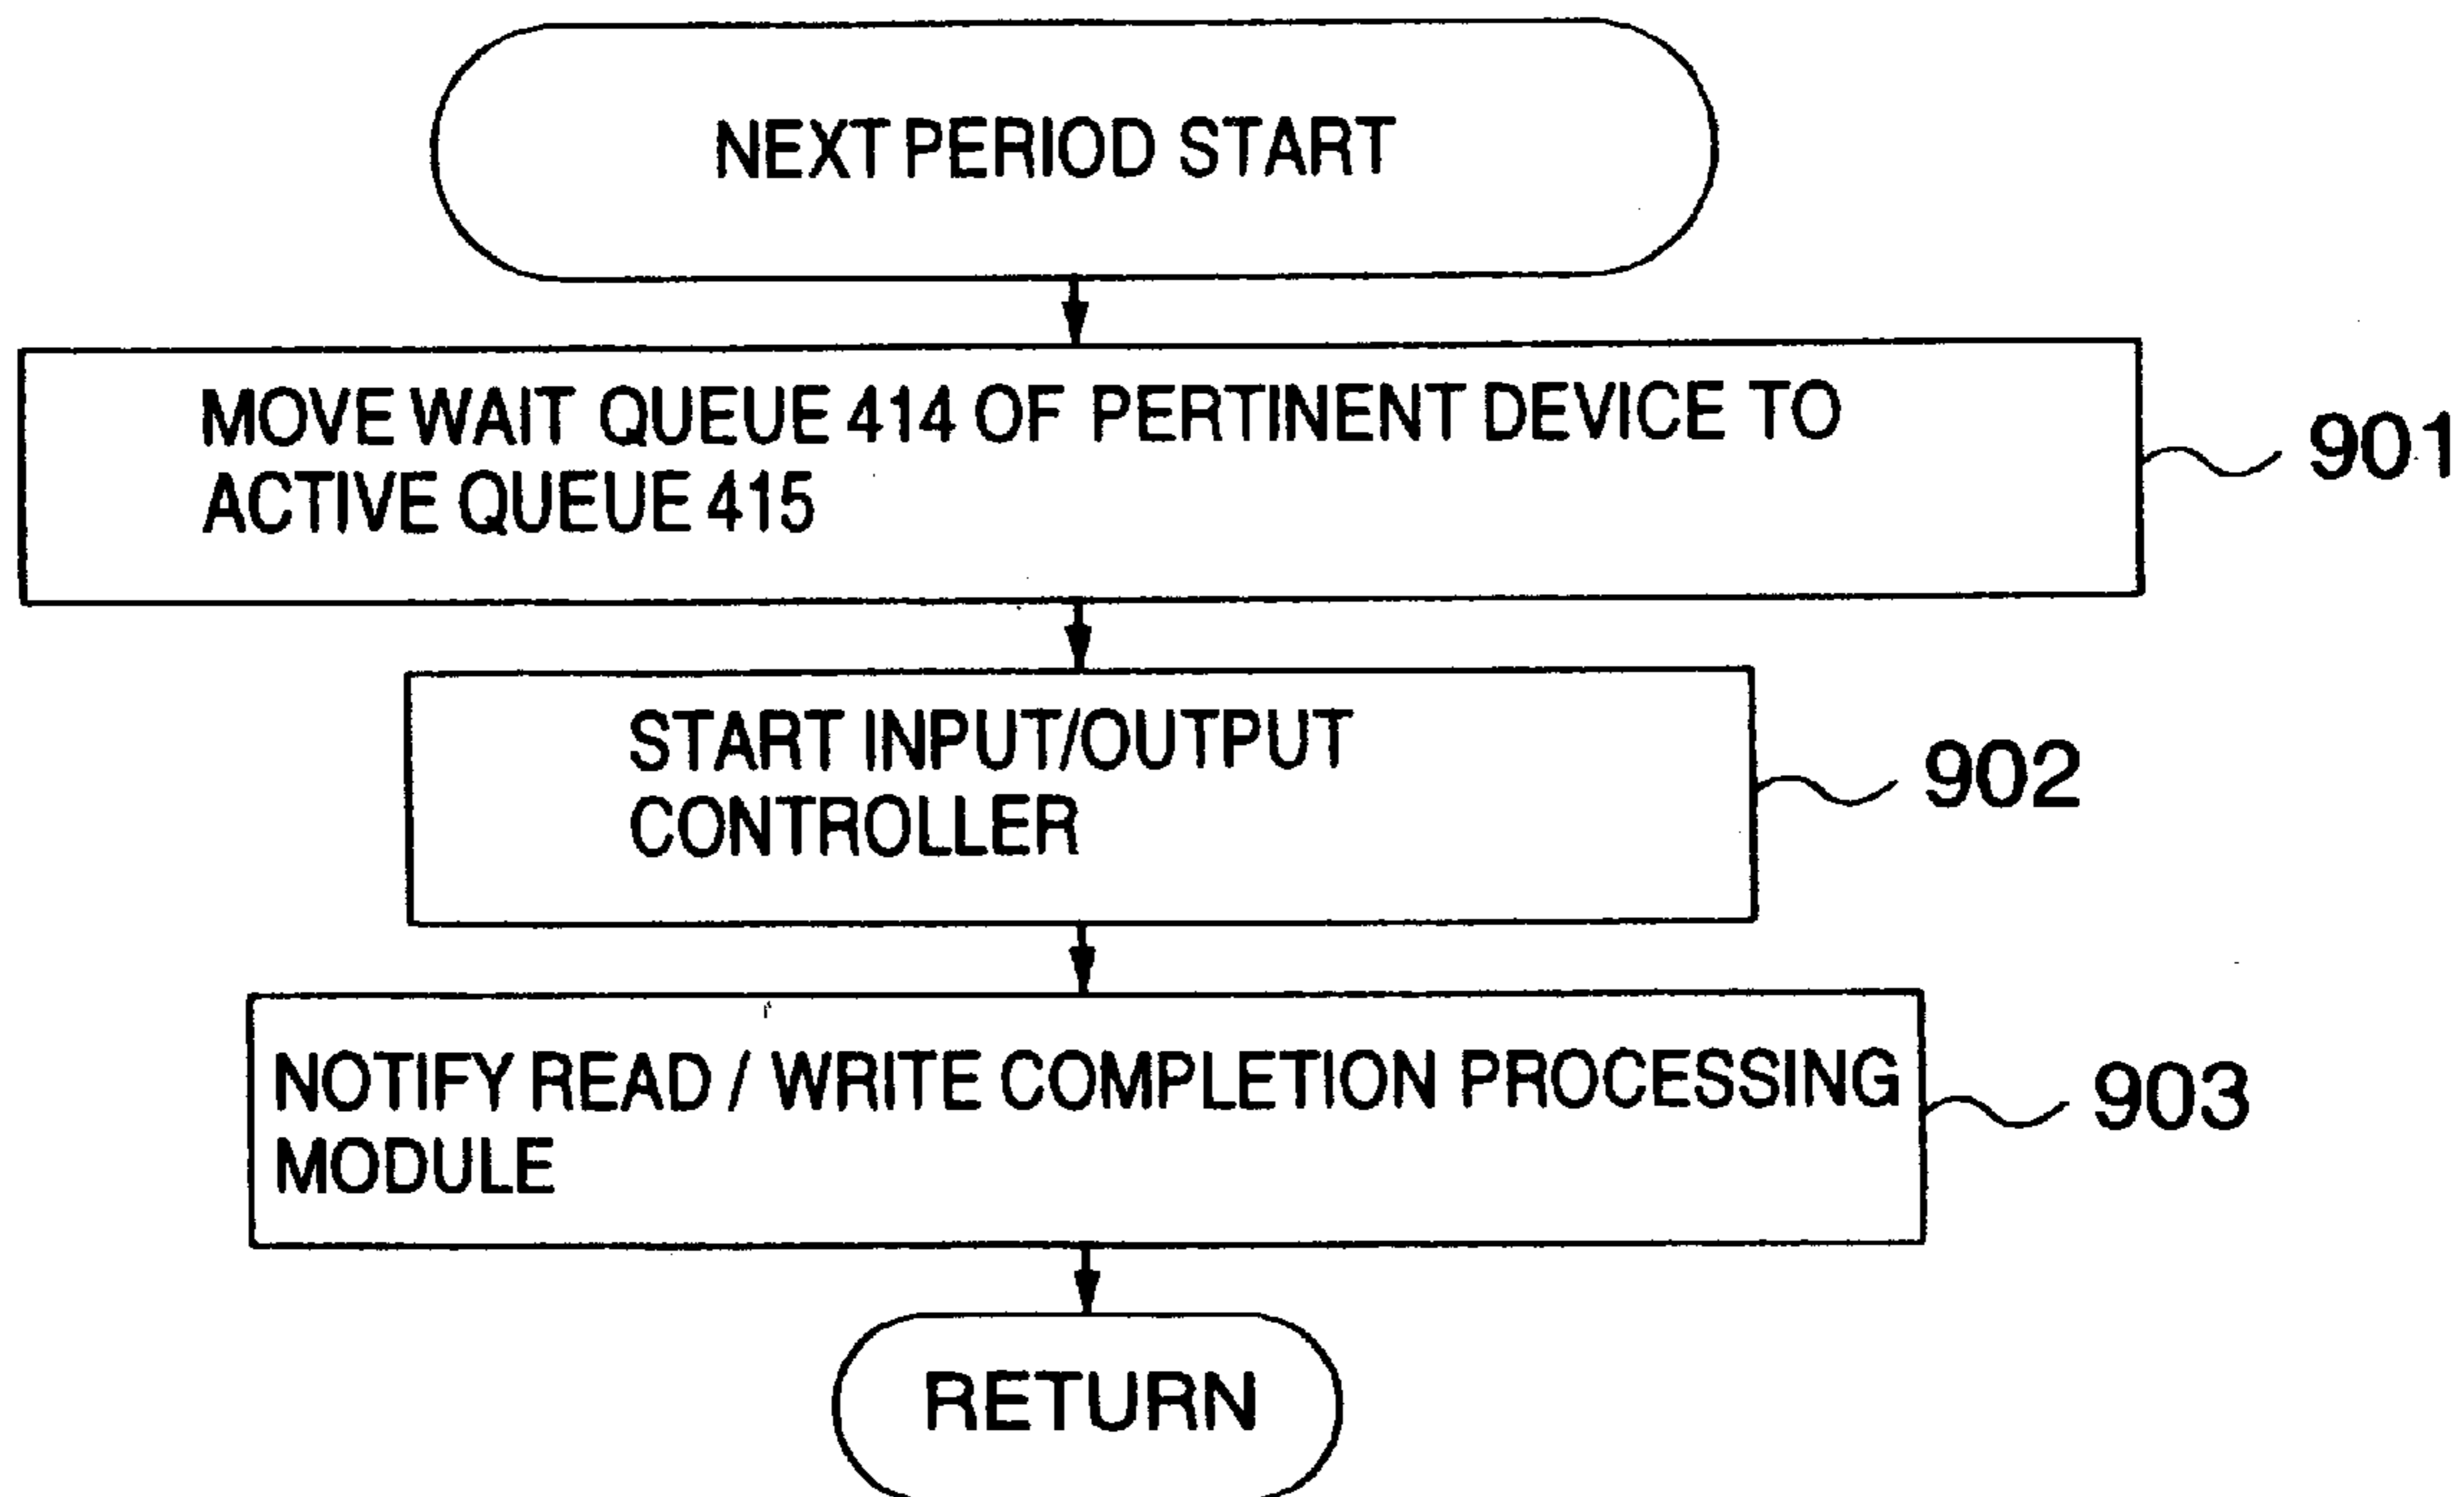 NEXT PERIOD START
MOVE WAIT QUEUE 414 OF PERTINENT DEVICE TO
ACTIVE QUEUE 415
901
START INPUT/OUTPUT
CONTROLLER
902
NOTIFY READ / WRITE COMPLETION PROCESSING
MODULE
903
RETURN